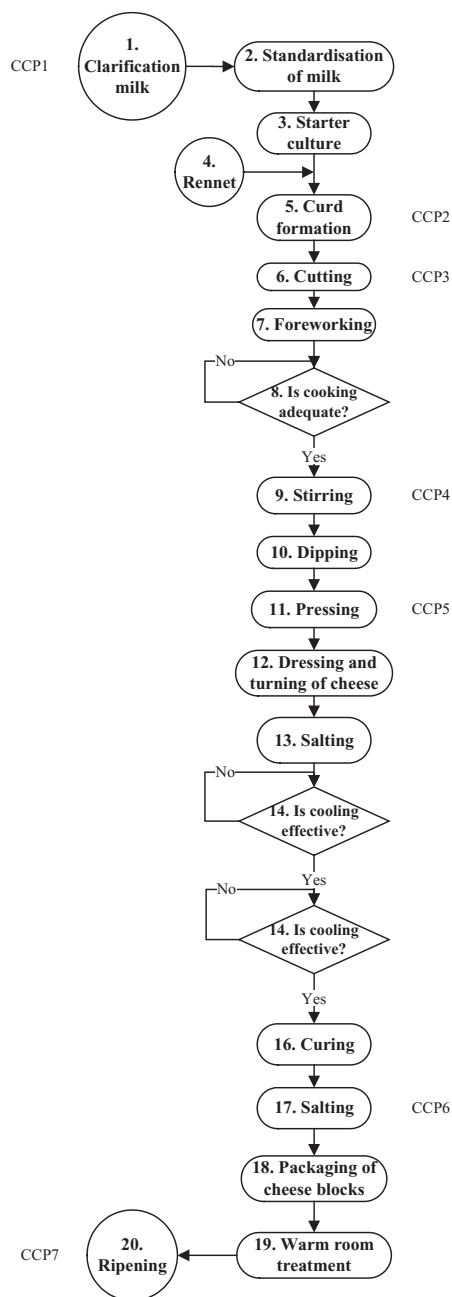 CCP1
1.
Clarification
milk
2. Standardisation
of milk
3. Starter
culture
4.
Rennet
5. Curd
formation
CCP2
6. Cutting
CCP3
7. Foreworking
No
8. Is cooking
adequate?
Yes
9. Stirring
CCP4
10. Dipping
11. Pressing
CCP5
12. Dressing and
turning of cheese
13. Salting
No
14. Is cooling
effective?
Yes
No
14. Is cooling
effective?
Yes
16. Curing
17. Salting
CCP6
18. Packaging of
cheese blocks
19. Warm room
treatment
20.
Ripening
CCP7